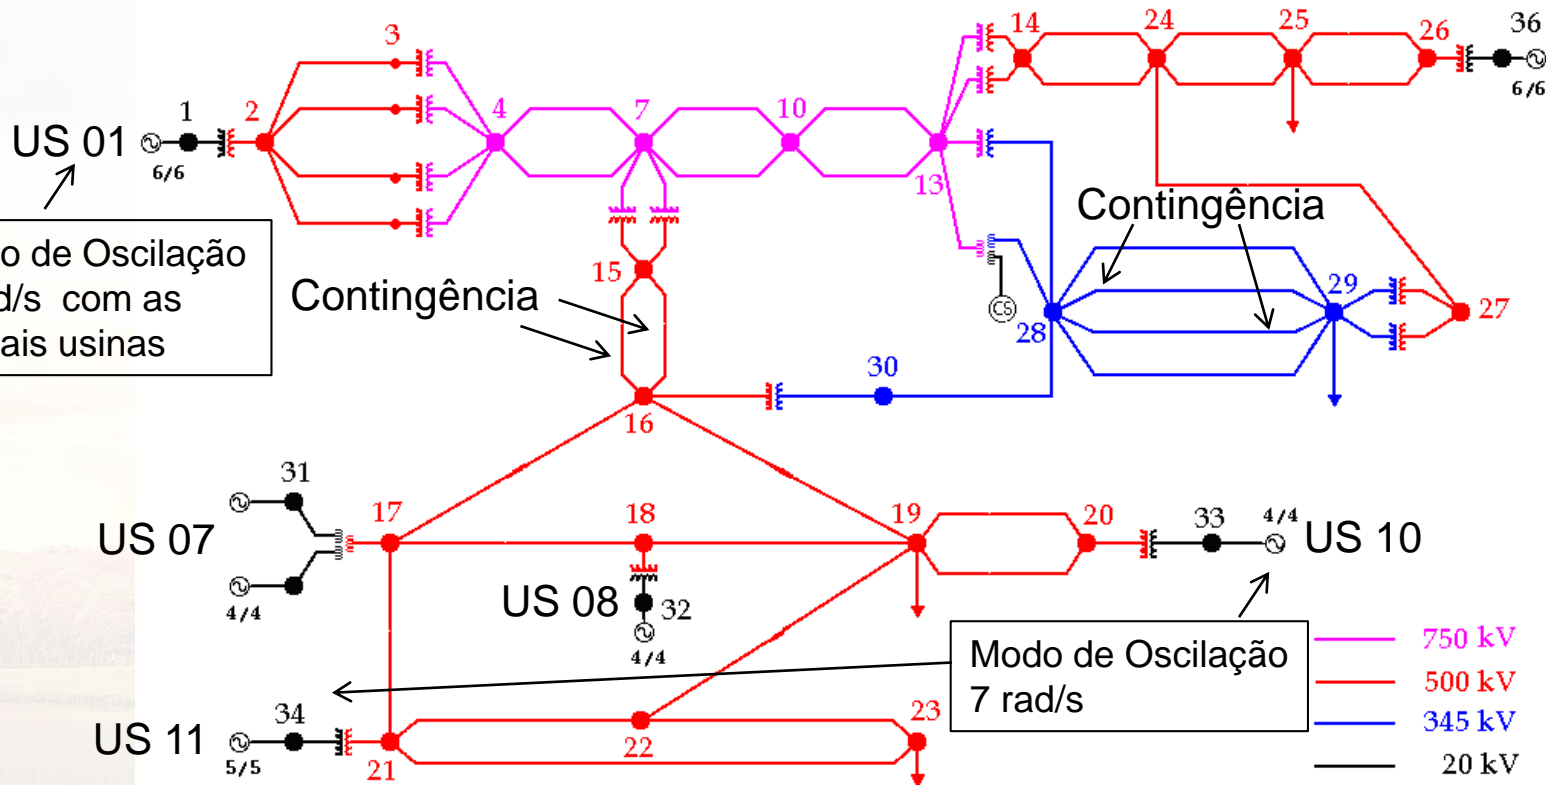 3
14
24
25
26
36
6/6
1
2
4
7
10
US 01
6/6
13
Contingência
o de Oscilação
d/s com as
ais usinas
15
Contingência
29
27
CS
28
30
16
31
17
18
19
20
33
4/4
US 10
US 07
4/4
US 08
32
4/4
Modo de Oscilação
7 rad/s
750 kV
500 kV
345 kV
20 kV
34
US 11
5/5
21
22
23